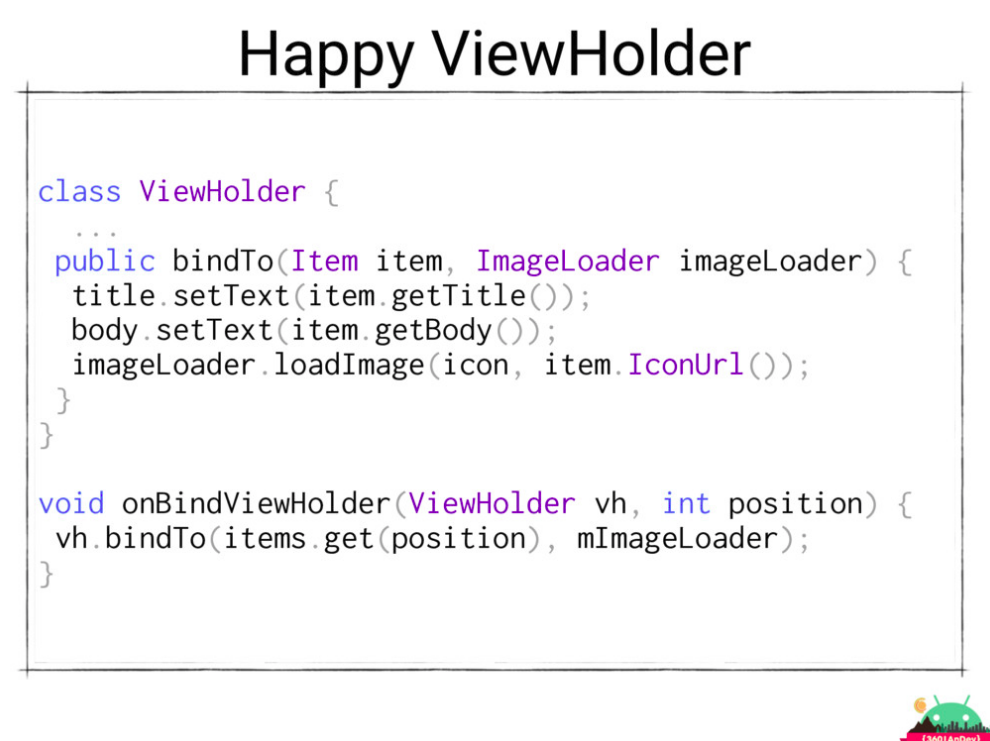 Happy ViewHolder
class ViewHolder {
...
public bindTo(Item item, ImageLoader imageLoader) {
title.setText(item.getTitle());
body.setText(item.getBody());
imageLoader.loadImage(icon, item.IconUrl());
}
}
void onBindViewHolder(ViewHolder vh, int position) {
vh.bindTo(items.get(position), mImageLoader);
}
{360|AnDev}